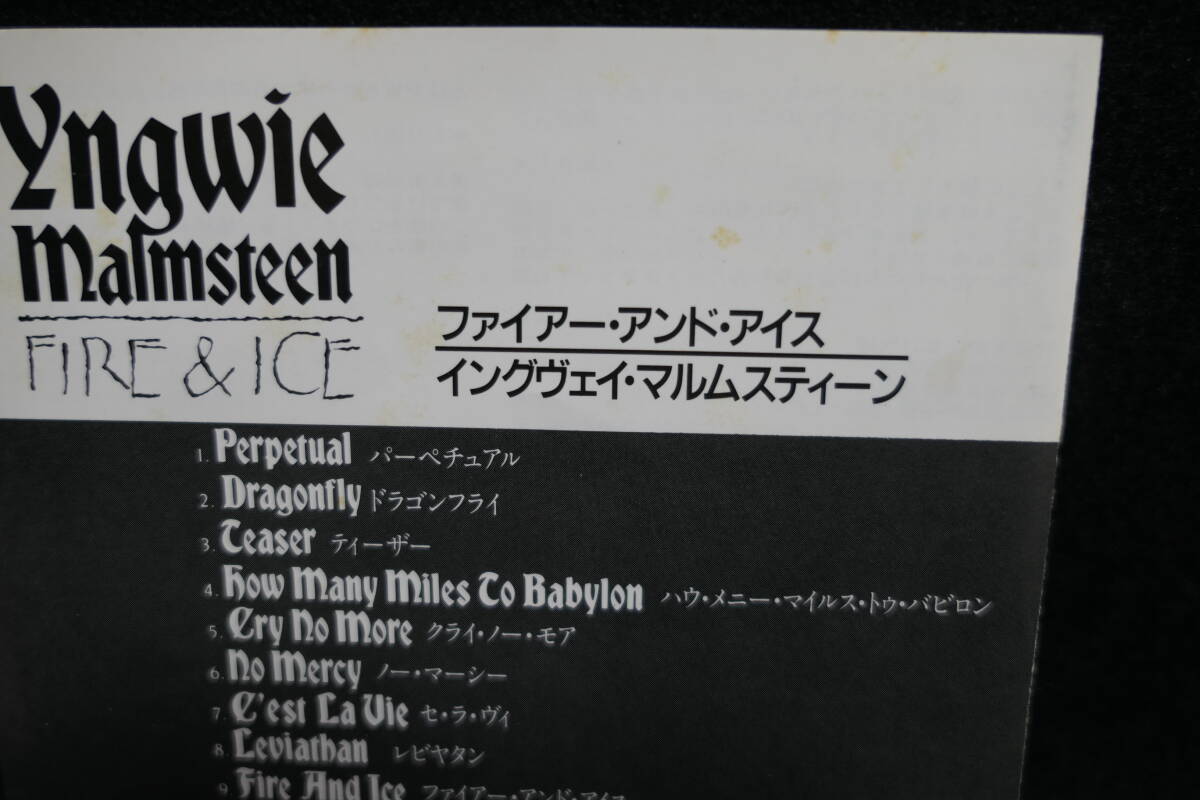 Yngwie
Malmsteen
FIRE & ICE
ファイアー・アンド・アイス
イングヴェイ・マルムスティーン
1. Perpetual パーペチュアル
2. Dragonfly ドラゴンフライ
3. Teaser ティーザー
4. How Many Miles To Babylon ハウ・メニー・マイルス・トゥ・バビロン
5. Cry No More クライ・ノー・モア
6. No Mercy ノー・マーシー
7. C'est La Vie セ・ラ・ヴィ
8. Leviathan レビヤタン
9. Fire And Ice ファイアー・アンド・アイス